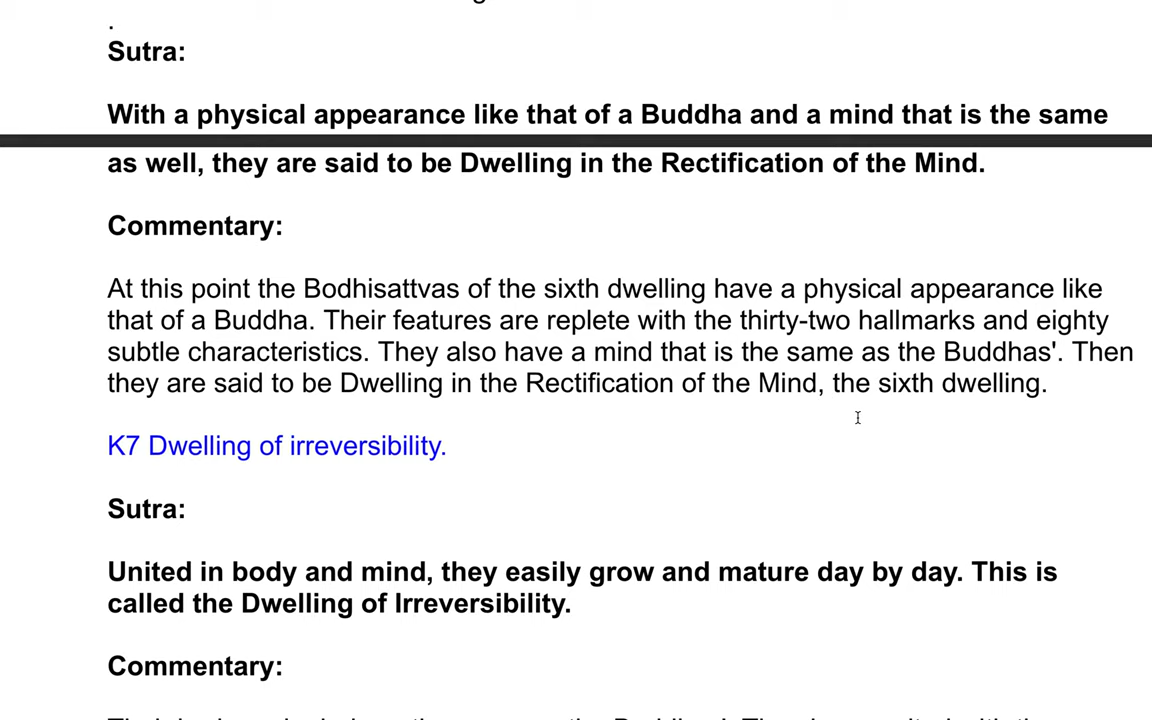 .
Sutra:
With a physical appearance like that of a Buddha and a mind that is the same
as well, they are said to be Dwelling in the Rectification of the Mind.
Commentary:
At this point the Bodhisattvas of the sixth dwelling have a physical appearance like
that of a Buddha. Their features are replete with the thirty-two hallmarks and eighty
subtle characteristics. They also have a mind that is the same as the Buddhas'. Then
they are said to be Dwelling in the Rectification of the Mind, the sixth dwelling.
K7 Dwelling of irreversibility.
Sutra:
United in body and mind, they easily grow and mature day by day. This is
called the Dwelling of Irreversibility.
Commentary: